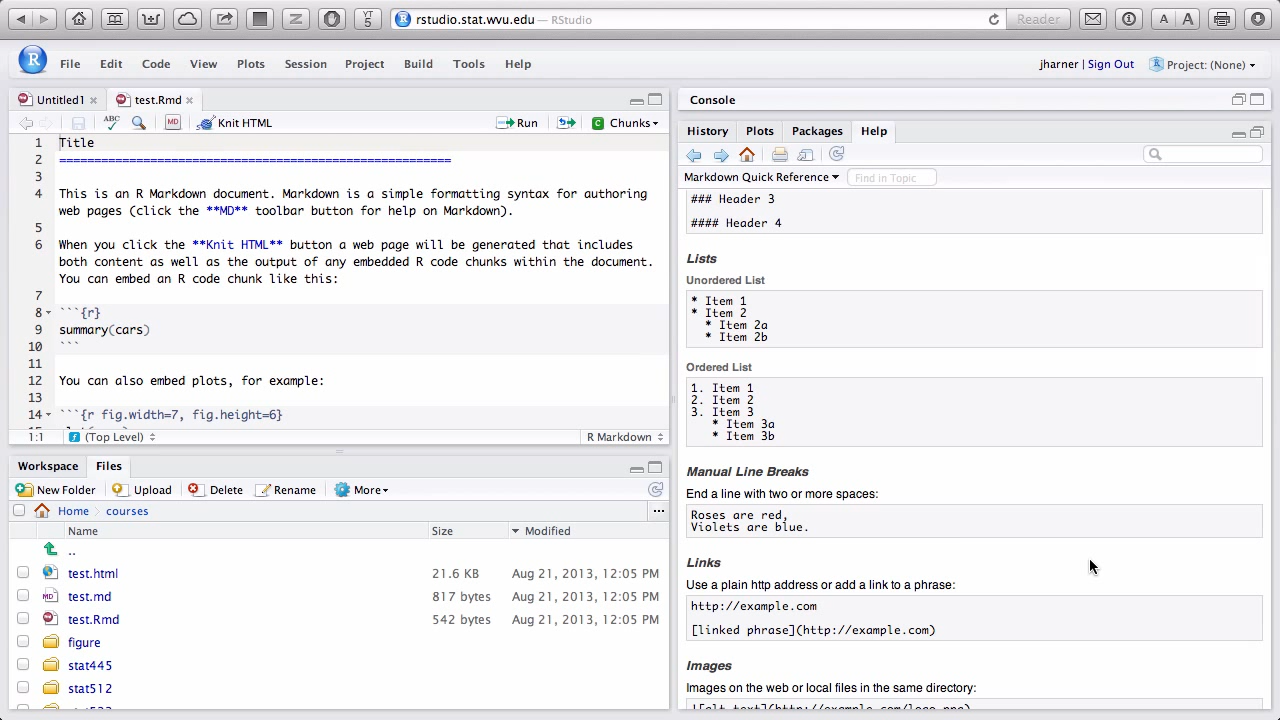 YT
5
rstudio.stat.wvu.edu — RStudio
Reader
A A
R
File Edit Code View Plots Session Project Build Tools Help
jharner | Sign Out
Project: (None)
Untitled1
test.Rmd
ABC
MD
Knit HTML
Run
Chunks
1 Title
2 ========================================================
3
4 This is an R Markdown document. Markdown is a simple formatting syntax for authoring
web pages (click the **MD** toolbar button for help on Markdown).
5
6 When you click the **Knit HTML** button a web page will be generated that includes
both content as well as the output of any embedded R code chunks within the document.
You can embed an R code chunk like this:
7
8 ```{r}
9 summary(cars)
10 ```
11
12 You can also embed plots, for example:
13
14 ```{r fig.width=7, fig.height=6}
1:1
(Top Level)
R Markdown
Workspace Files
New Folder Upload Delete Rename More
Home courses
...
Name Size Modified
..
test.html 21.6 KB Aug 21, 2013, 12:05 PM
test.md 817 bytes Aug 21, 2013, 12:05 PM
test.Rmd 542 bytes Aug 21, 2013, 12:05 PM
figure
stat445
stat512
Console
History Plots Packages Help
Markdown Quick Reference
Find in Topic
### Header 3
#### Header 4
Lists
Unordered List
* Item 1
* Item 2
* Item 2a
* Item 2b
Ordered List
1. Item 1
2. Item 2
3. Item 3
* Item 3a
* Item 3b
Manual Line Breaks
End a line with two or more spaces:
Roses are red,
Violets are blue.
Links
Use a plain http address or add a link to a phrase:
http://example.com
[linked phrase](http://example.com)
Images
Images on the web or local files in the same directory: